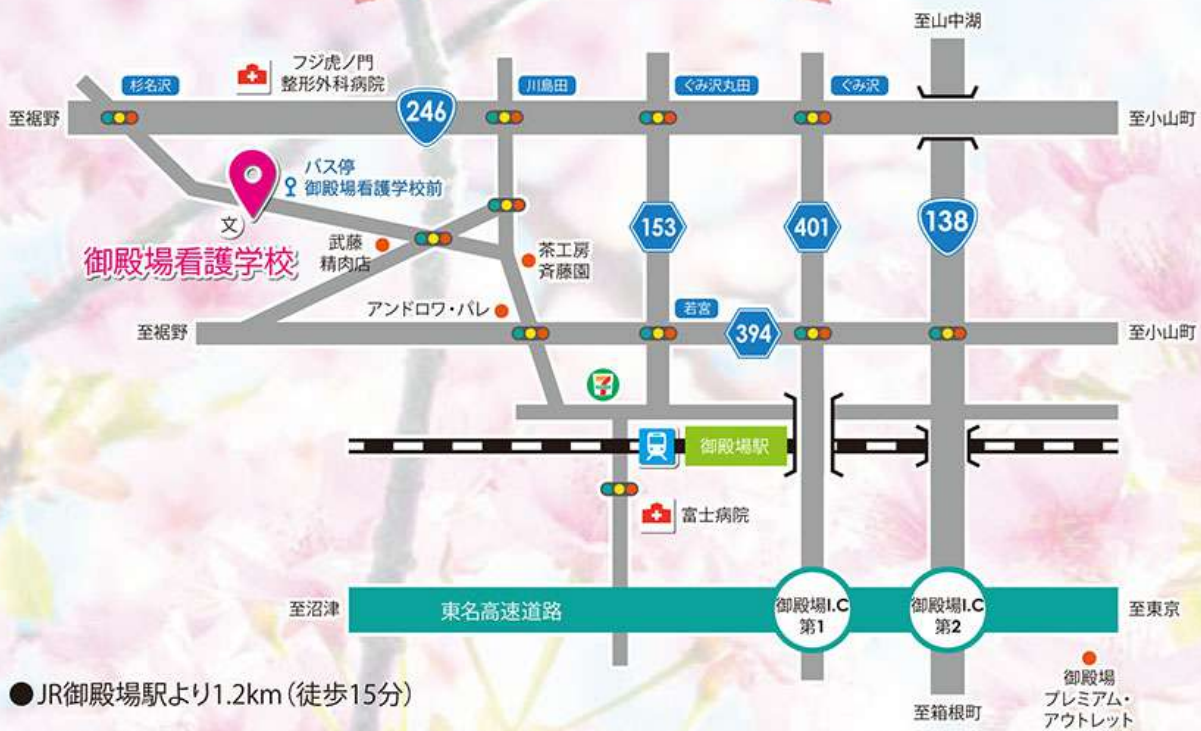 至山中湖
フジ虎ノ門
整形外科病院
杉名沢
川島田
ぐみ沢丸田
ぐみ沢
至裾野
246
至小山町
バス停
御殿場看護学校前
文
御殿場看護学校
武藤
精肉店
茶工房
斉藤園
153
401
138
アンドロワ・パレ
若宮
394
至裾野
至小山町
7
御殿場駅
富士病院
至沼津
東名高速道路
御殿場I.C
第1
御殿場I.C
第2
至東京
●JR御殿場駅より1.2km(徒歩15分)
至箱根町
御殿場
プレミアム・
アウトレット